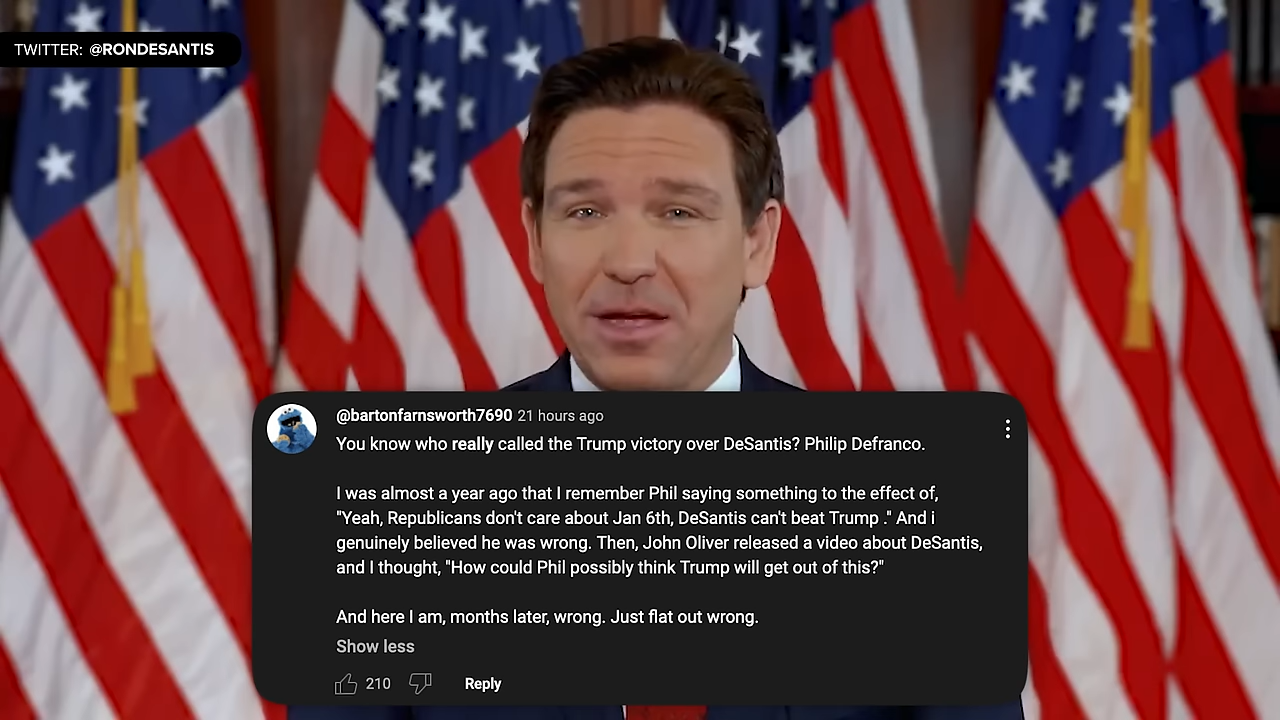 TWITTER: @RONDESANTIS
@bartonfarnsworth7690 21 hours ago
You know who really called the Trump victory over DeSantis? Philip Defranco.
I was almost a year ago that I remember Phil saying something to the effect of,
"Yeah, Republicans don't care about Jan 6th, DeSantis can't beat Trump ." And i
genuinely believed he was wrong. Then, John Oliver released a video about DeSantis,
and I thought, "How could Phil possibly think Trump will get out of this?"
And here I am, months later, wrong. Just flat out wrong.
Show less
210
Reply